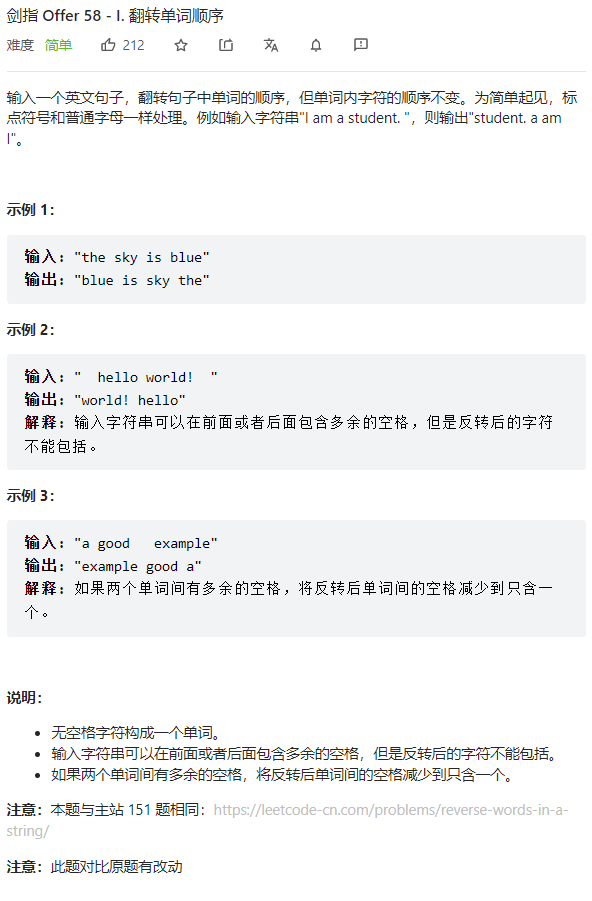 剑指 Offer 58 - I. 翻转单词顺序
难度 简单 212
输入一个英文句子，翻转句子中单词的顺序，但单词内字符的顺序不变。为简单起见，标
点符号和普通字母一样处理。例如输入字符串"I am a student. "，则输出"student. a am
I"。
示例 1：
输入："the sky is blue"
输出："blue is sky the"
示例 2：
输入："  hello world!  "
输出："world! hello"
解释：输入字符串可以在前面或者后面包含多余的空格，但是反转后的字符
不能包括。
示例 3：
输入："a good   example"
输出："example good a"
解释：如果两个单词间有多余的空格，将反转后单词间的空格减少到只含一
个。
说明：
• 无空格字符构成一个单词。
• 输入字符串可以在前面或者后面包含多余的空格，但是反转后的字符不能包括。
• 如果两个单词间有多余的空格，将反转后单词间的空格减少到只含一个。
注意：本题与主站 151 题相同：https://leetcode-cn.com/problems/reverse-words-in-a-
string/
注意：此题对比原题有改动